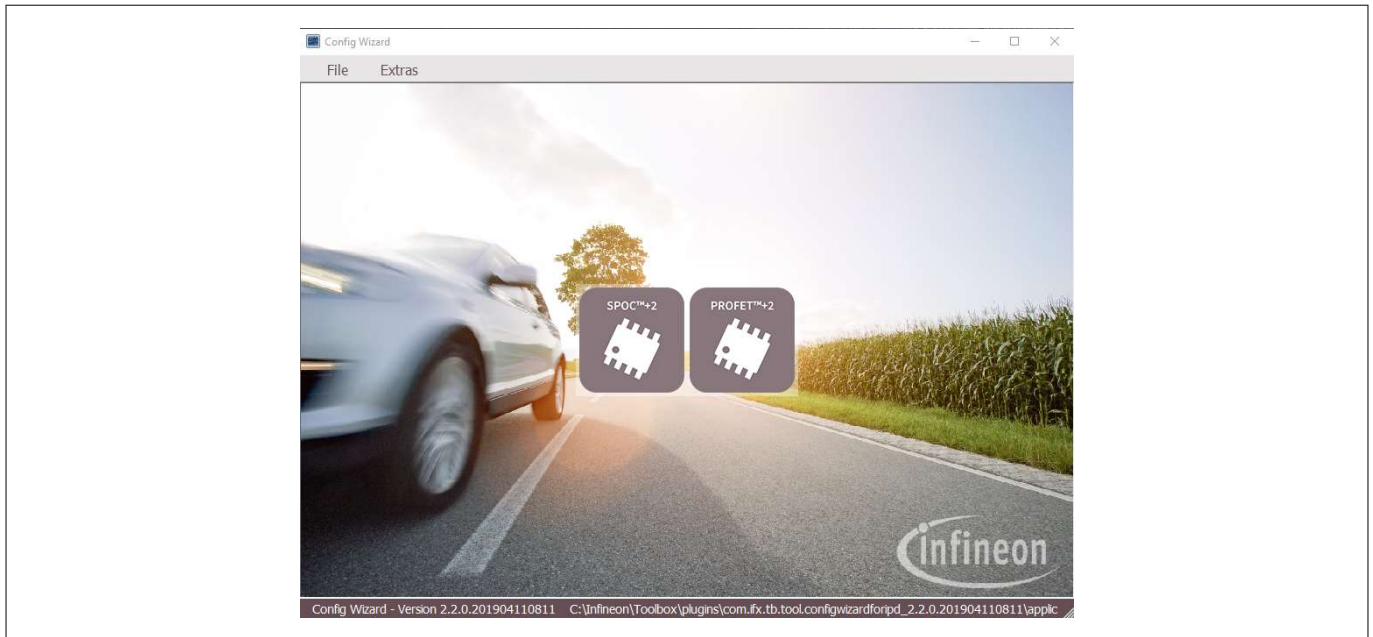 Config Wizard
File Extras
SPOC™+2 PROFET™+2
infineon
Config Wizard - Version 2.2.0.201904110811 C:\Infineon\Toolbox\plugins\com.ifx.tb.tool.configwizardforipd_2.2.0.201904110811\applic